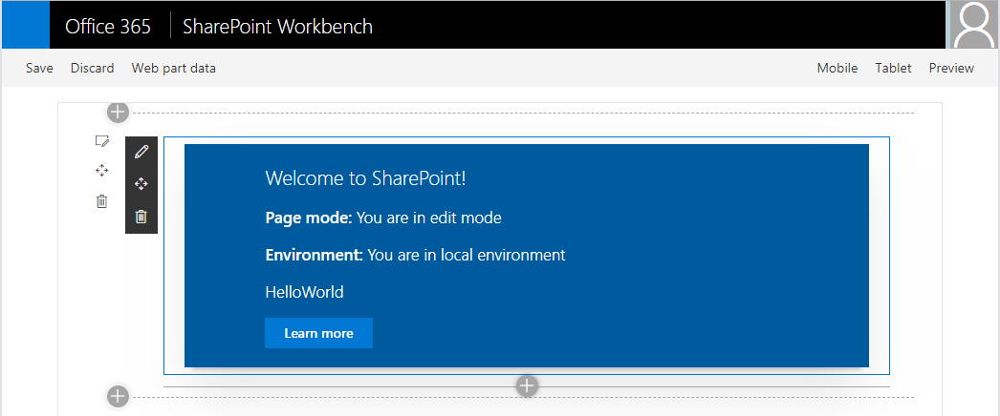 Office 365 SharePoint Workbench
Save Discard Web part data Mobile Tablet Preview
Welcome to SharePoint!
Page mode: You are in edit mode
Environment: You are in local environment
HelloWorld
Learn more